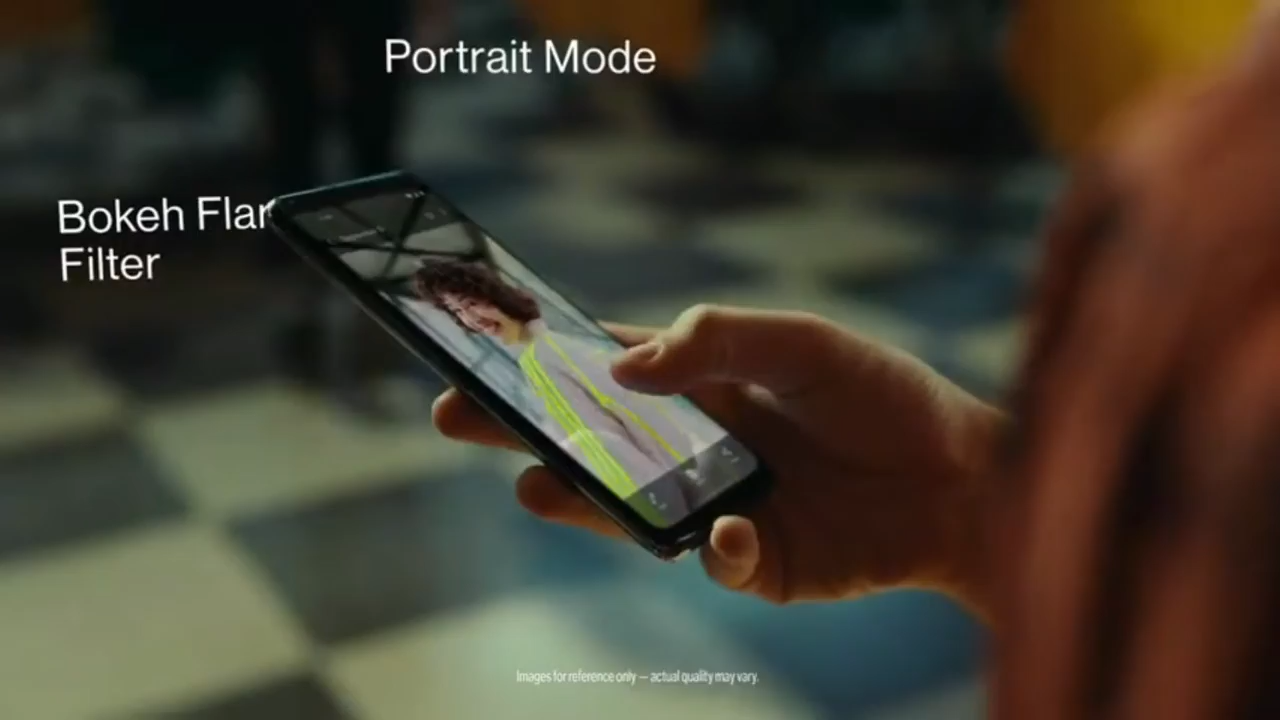 Portrait Mode
Bokeh Flar
Filter
Images for reference only — actual quality may vary.